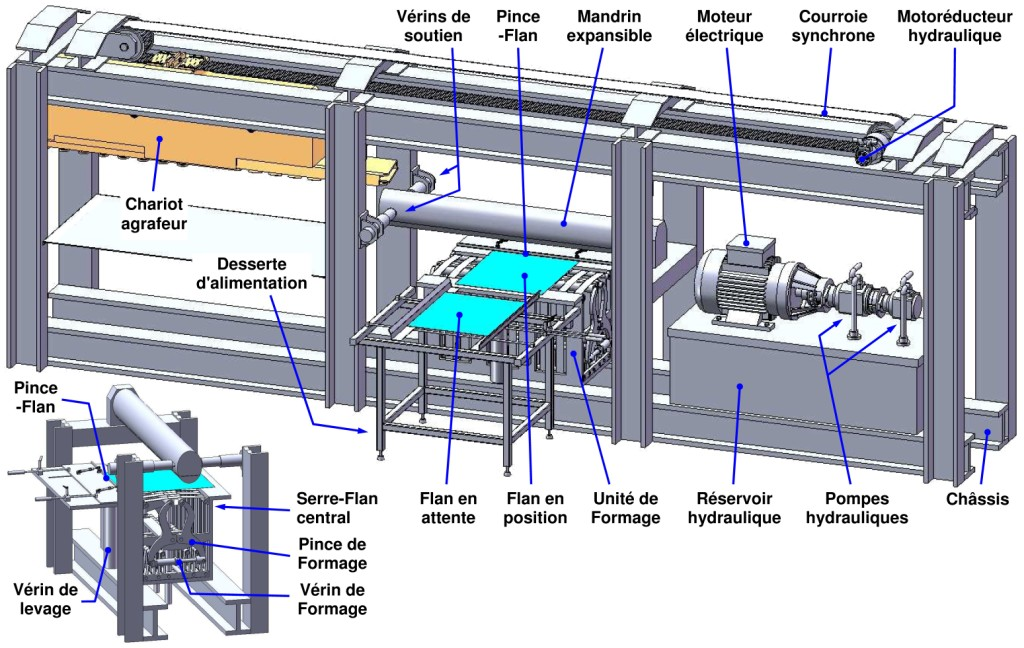 Vérins de
soutien
Pince
-Flan
Mandrin
expansible
Moteur
électrique
Courroie
synchrone
Motoréducteur
hydraulique
Chariot
agrafeur
Desserte
d'alimentation
Pince
-Flan
Serre-Flan
central
Pince de
Formage
Vérin de
Formage
Vérin de
levage
Flan en
attente
Flan en
position
Unité de
Formage
Réservoir
hydraulique
Pompes
hydrauliques
Châssis